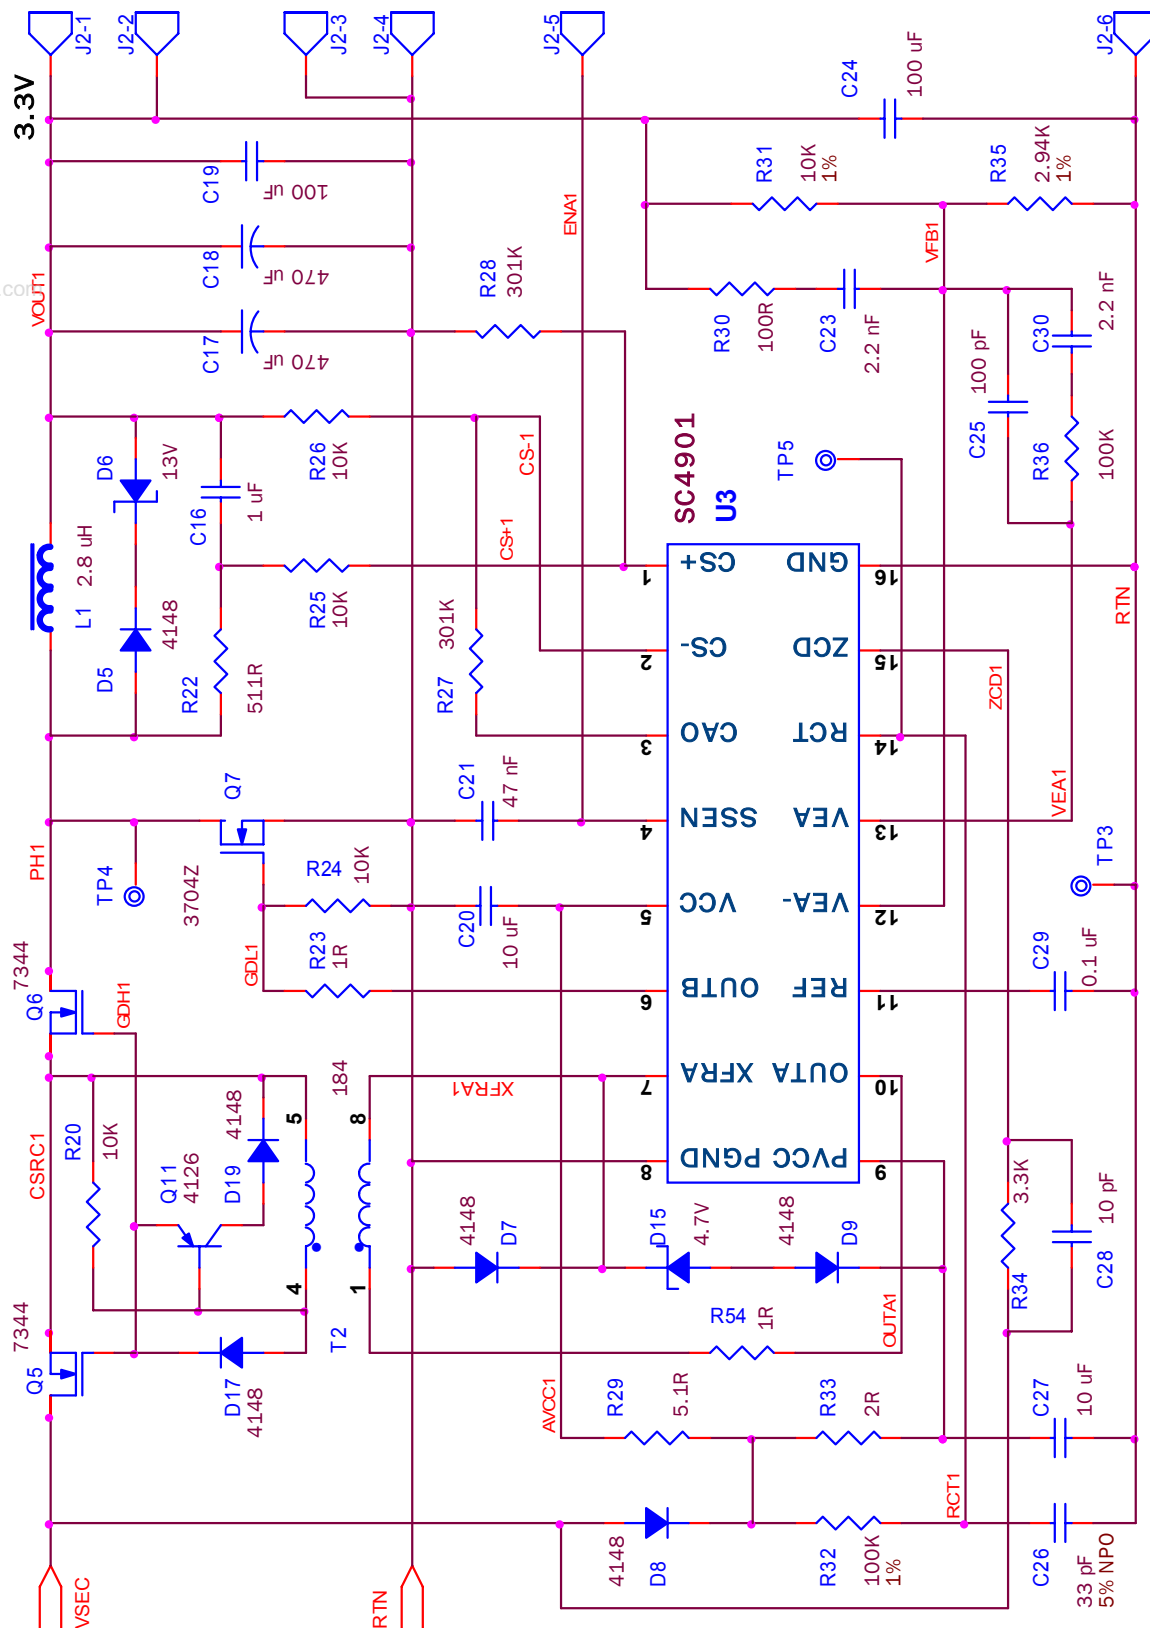 J2-1
J2-2
J2-3
J2-4
J2-5
J2-6
3.3V
C24
100 uF
C19
100 uF
R31
10K
1%
R35
2.94K
1%
ENA1
VFB1
C18
470 uF
.com
VOUT1
R28
301K
R30
100R
C23
2.2 nF
C30
2.2 nF
C17
470 uF
100 pF
C25
R36
100K
D6
13V
C16
1 uF
R26
10K
CS-1
CS+1
SC4901
U3
TP5
L1
2.8 uH
D5
4148
R22
511R
R25
10K
R27
301K
1
CS+
GND
16
2
CS-
ZCD
15
3
CAO
RCT
14
4
SSEN
VEA
13
5
VCC
VEA-
12
6
OUTB
REF
11
7
XFRA
OUTA
10
8
PGND
PVCC
9
RTN
ZCD1
VEA1
TP3
PH1
TP4
Q7
3704Z
C21
47 nF
R24
10K
C20
10 uF
R23
1R
GDL1
C29
0.1 uF
7344
Q6
GDH1
184
XFRA1
CSRC1
R20
10K
Q11
4126
D19
4148
5
8
4
1
T2
4148
D7
D15
4.7V
4148
D9
3.3K
R34
10 pF
C28
7344
Q5
D17
4148
R54
1R
OUTA1
AVCC1
R29
5.1R
R33
2R
C27
10 uF
RCT1
4148
D8
R32
100K
1%
C26
33 pF
5% NPO
VSEC
RTN